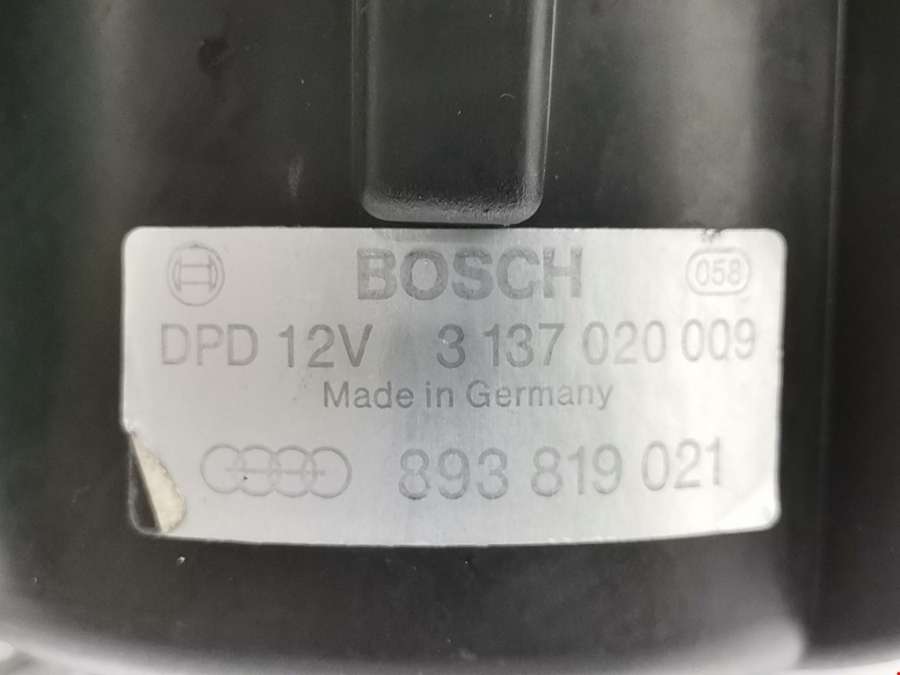 BOSCH 058
DPD 12V 3 137 020 009
Made in Germany
893 819 021